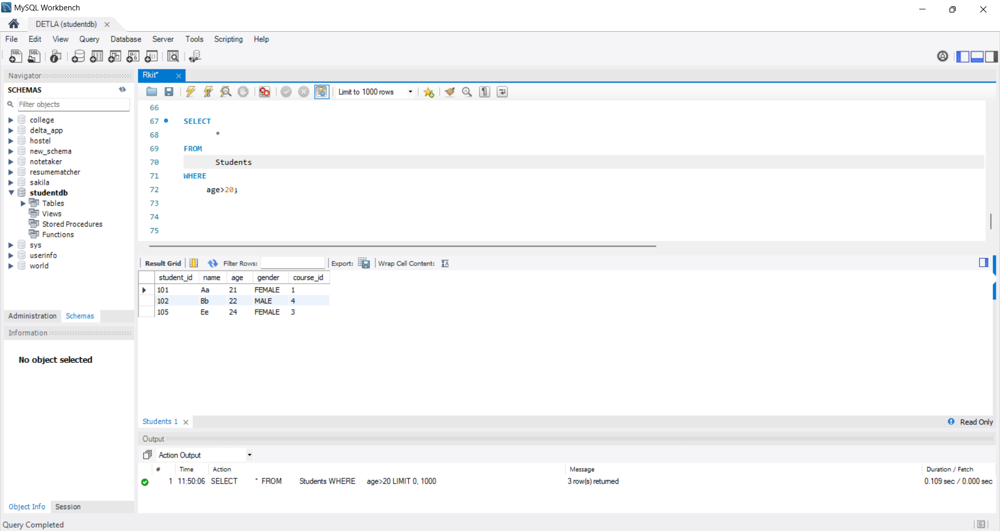 MySQL Workbench
DETLA (studentdb)
File Edit View Query Database Server Tools Scripting Help
Navigator
SCHEMAS
Filter objects
college
delta_app
hostel
new_schema
notetaker
resumematcher
sakila
studentdb
Tables
Views
Stored Procedures
Functions
sys
userinfo
world
Administration Schemas
Information
No object selected
Object Info Session
Rkit*
Limit to 1000 rows
66
67 SELECT
68 *
69 FROM
70 Students
71 WHERE
72 age>20;
73
74
75
Result Grid Filter Rows: Export: Wrap Cell Content:
student_id name age gender course_id
101 Aa 21 FEMALE 1
102 Bb 22 MALE 4
105 Ee 24 FEMALE 3
Students 1
Read Only
Output
Action Output
# Time Action Message Duration / Fetch
1 11:50:06 SELECT * FROM Students WHERE age>20 LIMIT 0, 1000 3 row(s) returned 0.109 sec / 0.000 sec
Query Completed